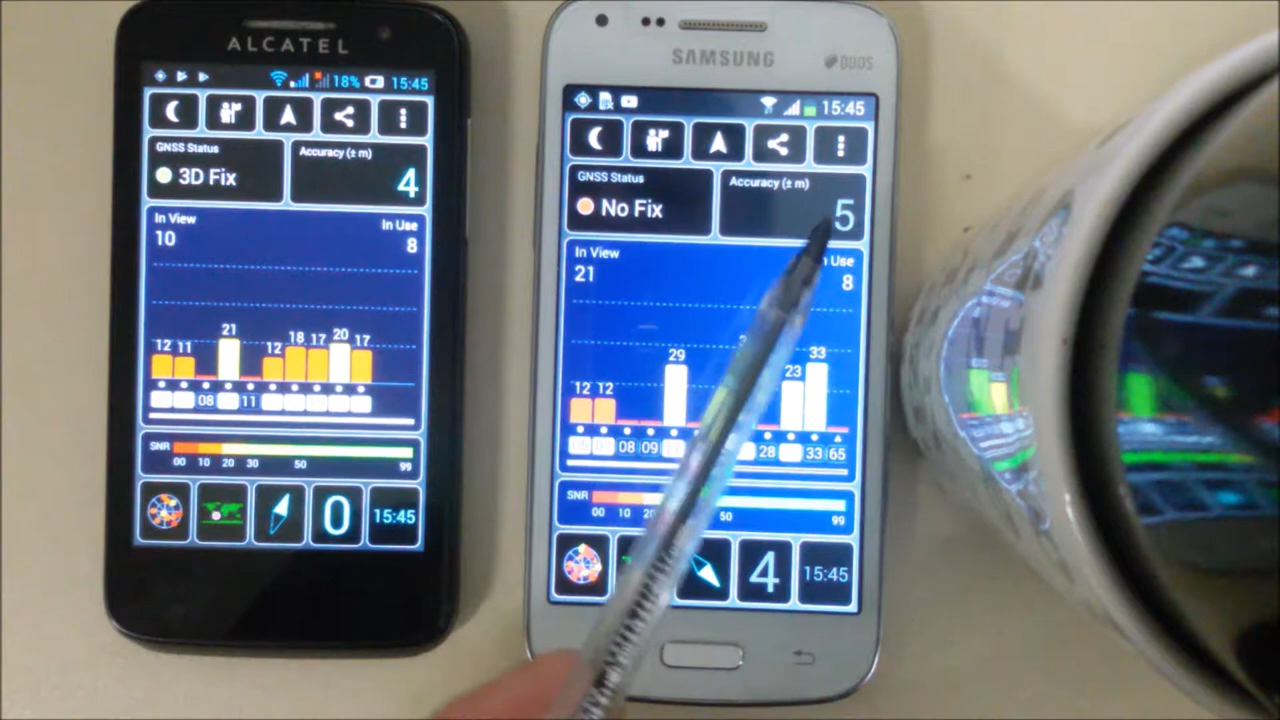 ALCATEL
18% 15:45
GNSS Status
3D Fix
Accuracy (± m)
4
In View
10
In Use
8
12 11 21 12 18 17 20 17
08 11
SNR
00 10 20 30 50 99
0 15:45
SAMSUNG
DUOS
15:45
GNSS Status
No Fix
Accuracy (± m)
5
In View
21
Use
8
12 12 29 23 33
08 09 28 33 65
SNR
00 10 20 50 99
4 15:45